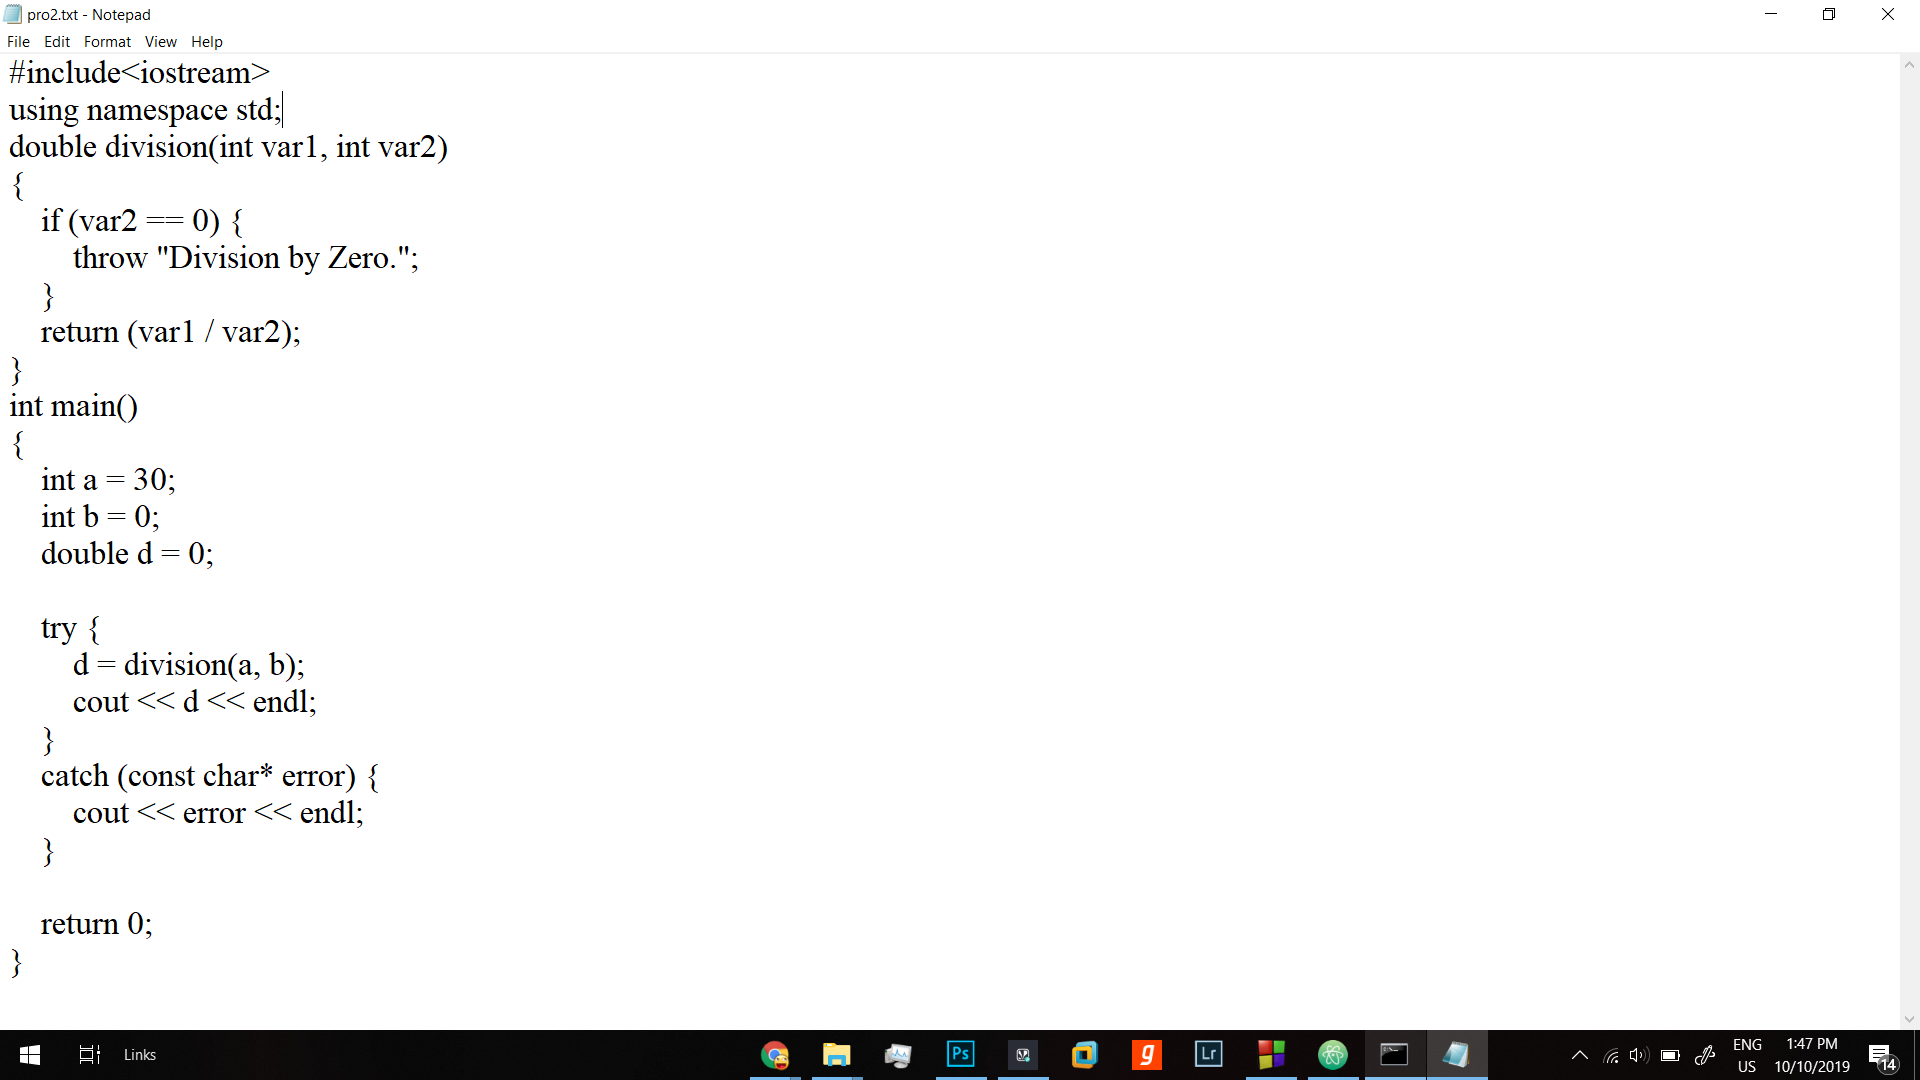 pro2.txt - Notepad
File Edit Format View Help
#include<iostream>
using namespace std;
double division(int var1, int var2)
{
    if (var2 == 0) {
        throw "Division by Zero.";
    }
    return (var1 / var2);
}
int main()
{
    int a = 30;
    int b = 0;
    double d = 0;

    try {
        d = division(a, b);
        cout << d << endl;
    }
    catch (const char* error) {
        cout << error << endl;
    }

    return 0;
}
Links
Ps
g
Lr
ENG
US
1:47 PM
10/10/2019
14